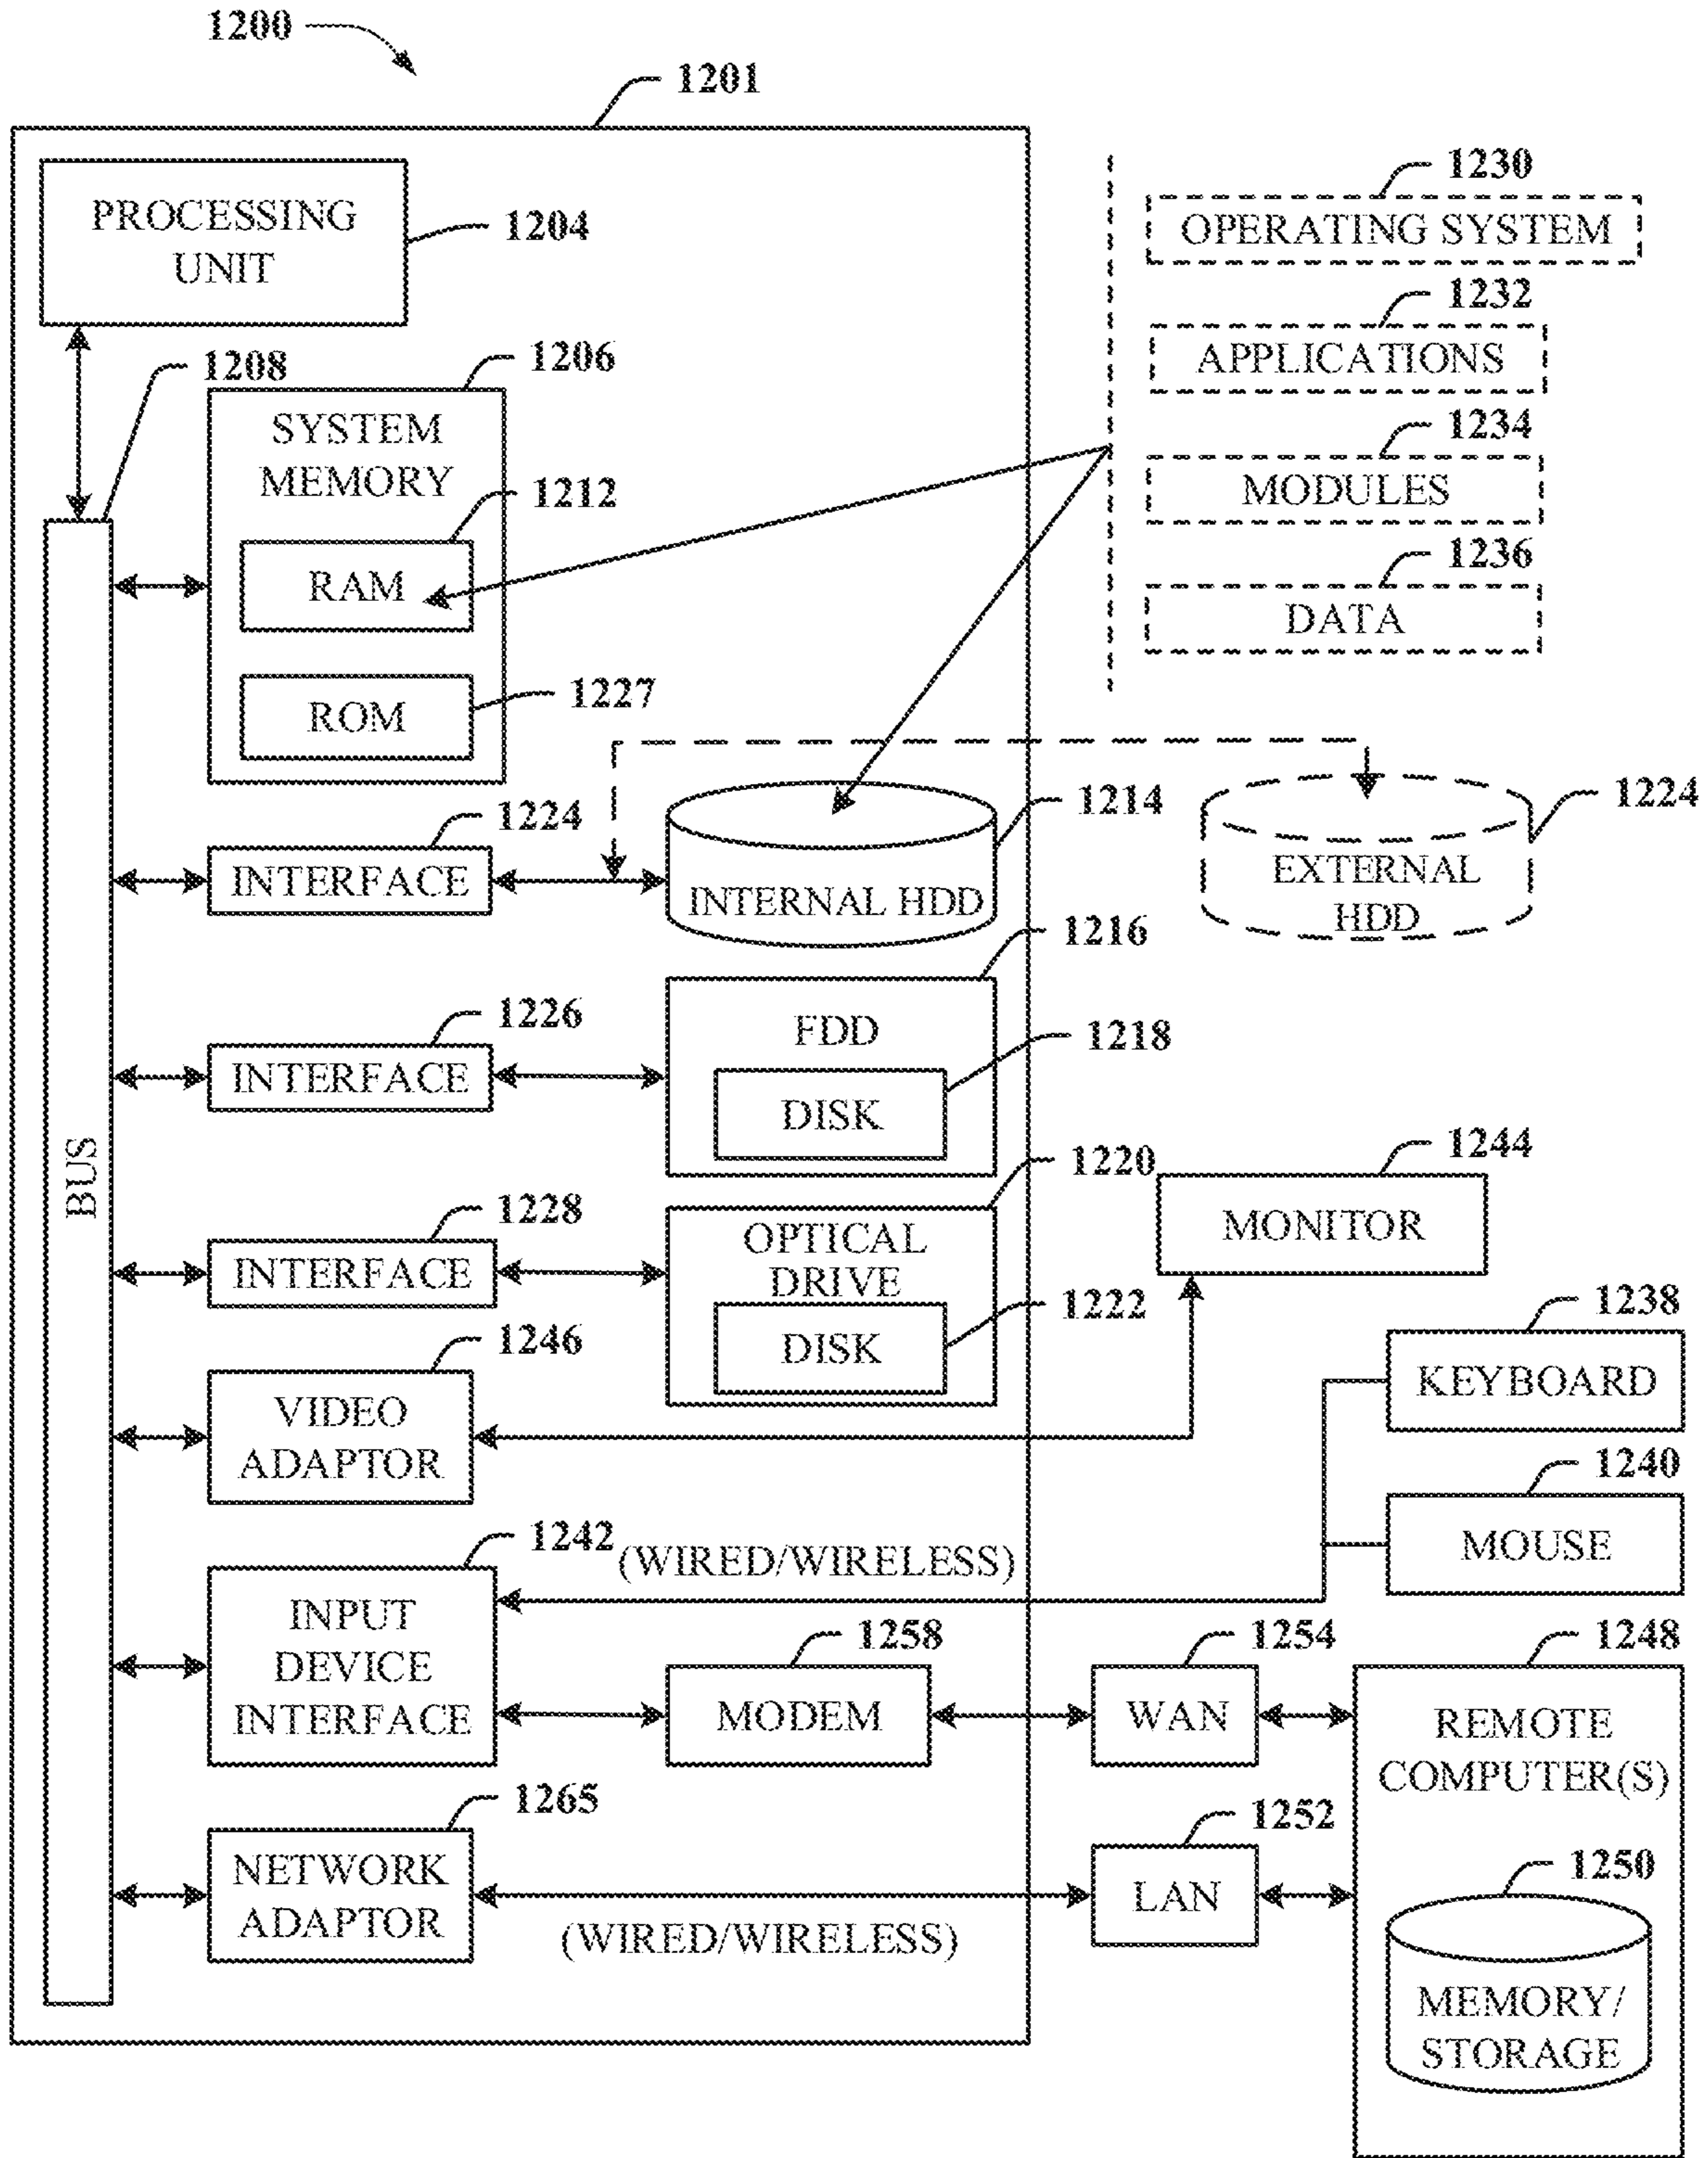 1200
1201
PROCESSING
UNIT
1204
1230
OPERATING SYSTEM
1232
APPLICATIONS
1234
MODULES
1236
DATA
1208
1206
SYSTEM
MEMORY
1212
RAM
1227
ROM
1224
INTERFACE
1214
INTERNAL HDD
1224
EXTERNAL
HDD
1216
1226
INTERFACE
FDD
1218
DISK
BUS
1228
INTERFACE
1220
OPTICAL
DRIVE
1222
DISK
1244
MONITOR
1246
VIDEO
ADAPTOR
1238
KEYBOARD
1240
MOUSE
1242
(WIRED/WIRELESS)
INPUT
DEVICE
INTERFACE
1258
MODEM
1254
WAN
1248
REMOTE
COMPUTER(S)
1265
NETWORK
ADAPTOR
(WIRED/WIRELESS)
1252
LAN
1250
MEMORY/
STORAGE